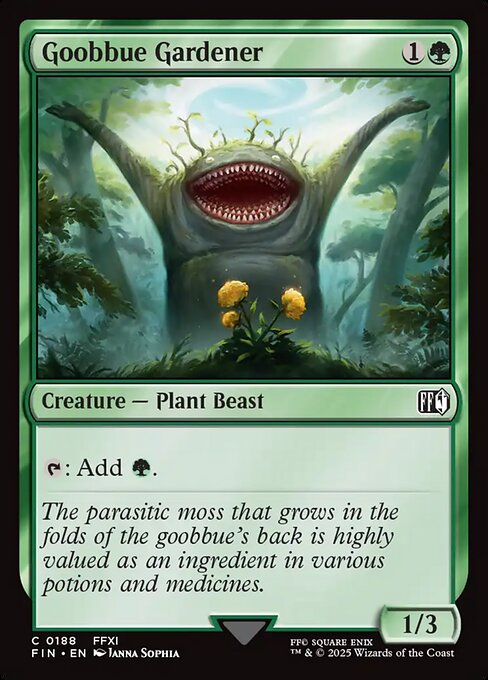 Goobbue Gardener 1
Creature — Plant Beast FF
: Add .
The parasitic moss that grows in the
folds of the goobbue's back is highly
valued as an ingredient in various
potions and medicines.
1/3
C 0188 FFXI
FIN • EN Janna Sophia
FF© SQUARE ENIX
™ & © 2025 Wizards of the Coast